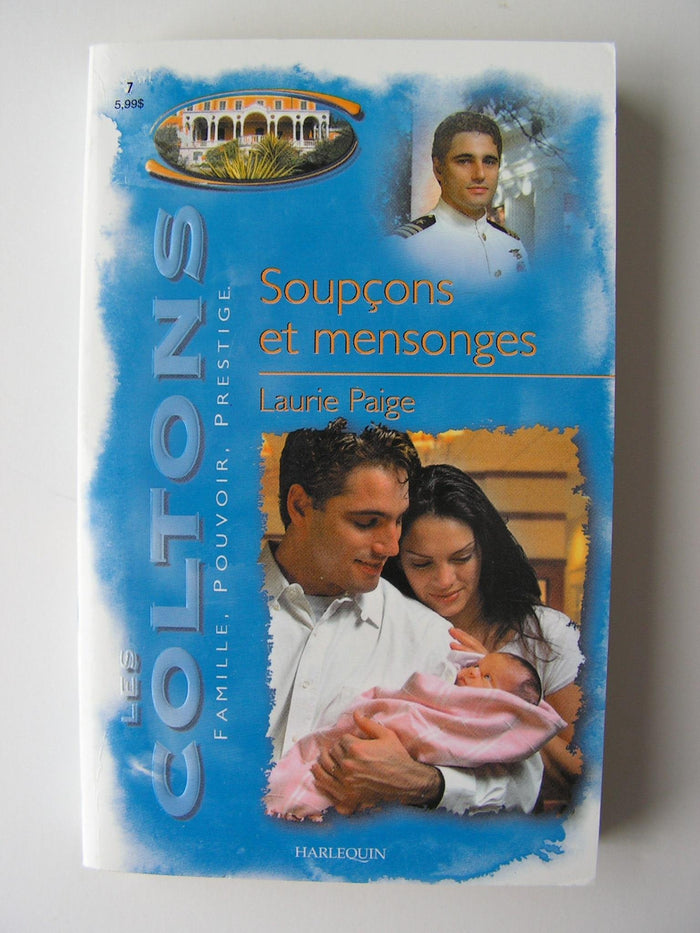 7
5,99$
LES
COLTONS
FAMILLE, POUVOIR, PRESTIGE.
Soupçons
et mensonges
Laurie Paige
HARLEQUIN